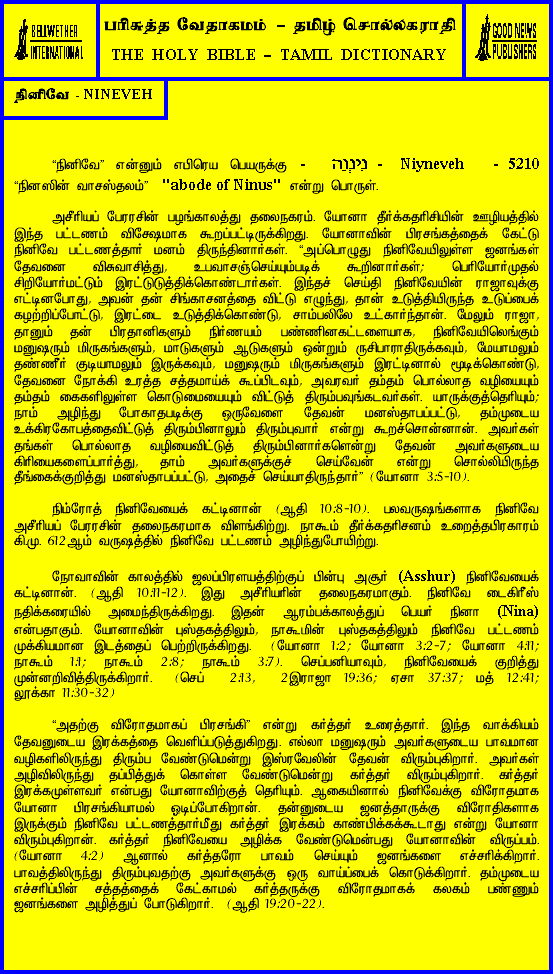 BELLWETHER
INTERNATIONAL
பரிசுத்த வேதாகமம் – தமிழ் சொல்லகராதி
THE HOLY BIBLE – TAMIL DICTIONARY
GOOD NEWS
PUBLISHERS
நினிவே - NINEVEH
“நினிவே” என்னும் எபிரெய பெயருக்கு - נִינְוֵה - Niyneveh - 5210
“நினஸின் வாசஸ்தலம்” "abode of Ninus" என்று பொருள்.
அசீரியப் பேரரசின் பழங்காலத்து தலைநகரம். யோனா தீர்க்கதரிசியின் ஊழியத்தில்
இந்த பட்டணம் விசேஷமாக கூறப்பட்டிருக்கிறது. யோனாவின் பிரசங்கத்தைக் கேட்டு
நினிவே பட்டணத்தார் மனம் திருந்தினார்கள். “அப்பொழுது நினிவேயிலுள்ள ஜனங்கள்
தேவனை விசுவாசித்து, உபவாசஞ்செய்யும்படிக் கூறினார்கள்; பெரியோர்முதல்
சிறியோர்மட்டும் இரட்டுடுத்திக்கொண்டார்கள். இந்தச் செய்தி நினிவேயின் ராஜாவுக்கு
எட்டினபோது, அவன் தன் சிங்காசனத்தை விட்டு எழுந்து, தான் உடுத்தியிருந்த உடுப்பைக்
கழற்றிப்போட்டு, இரட்டை உடுத்திக்கொண்டு, சாம்பலிலே உட்கார்ந்தான். மேலும் ராஜா,
தானும் தன் பிரதானிகளும் நிர்ணயம் பண்ணினகட்டளையாக, நினிவேயிலெங்கும்
மனுஷரும் மிருகங்களும், மாடுகளும் ஆடுகளும் ஒன்றும் ருசிபாராதிருக்கவும், மேயாமலும்
தண்ணீர் குடியாமலும் இருக்கவும், மனுஷரும் மிருகங்களும் இரட்டினால் மூடிக்கொண்டு,
தேவனை நோக்கி உரத்த சத்தமாய்க் கூப்பிடவும், அவரவர் தம்தம் பொல்லாத வழியையும்
தம்தம் கைகளிலுள்ள கொடுமையையும் விட்டுத் திரும்பவுங்கடவர்கள். யாருக்குத்தெரியும்;
நாம் அழிந்து போகாதபடிக்கு ஒருவேளை தேவன் மனஸ்தாபப்பட்டு, தம்முடைய
உக்கிரகோபத்தைவிட்டுத் திரும்பினாலும் திரும்புவார் என்று கூறச்சொன்னான். அவர்கள்
தங்கள் பொல்லாத வழியைவிட்டுத் திரும்பினார்களென்று தேவன் அவர்களுடைய
கிரியைகளைப்பார்த்து, தாம் அவர்களுக்குச் செய்வேன் என்று சொல்லியிருந்த
தீங்கைக்குறித்து மனஸ்தாபப்பட்டு, அதைச் செய்யாதிருந்தார்” (யோனா 3:5-10).
நிம்ரோத் நினிவேயைக் கட்டினான் (ஆதி 10:8-10). பலவருஷங்களாக நினிவே
அசீரியப் பேரரசின் தலைநகரமாக விளங்கிற்று. நாகூம் தீர்க்கதரிசனம் உரைத்தபிரகாரம்
கி.மு. 612ஆம் வருஷத்தில் நினிவே பட்டணம் அழிந்துபோயிற்று.
நோவாவின் காலத்தில் ஜலப்பிரளயத்திற்குப் பின்பு அசூர் (Asshur) நினிவேயைக்
கட்டினான். (ஆதி 10:11-12). இது அசீரியரின் தலைநகரமாகும். நினிவே டைகிரீஸ்
நதிக்கரையில் அமைந்திருக்கிறது. இதன் ஆரம்பக்காலத்துப் பெயர் நினா (Nina)
என்பதாகும். யோனாவின் புஸ்தகத்திலும், நாகூமின் புஸ்தகத்திலும் நினிவே பட்டணம்
முக்கியமான இடத்தைப் பெற்றிருக்கிறது. (யோனா 1:2; யோனா 3:2-7; யோனா 4:11;
நாகூம் 1:1; நாகூம் 2:8; நாகூம் 3:7). செப்பனியாவும், நினிவேயைக் குறித்து
முன்னறிவித்திருக்கிறார். (செப் 2:13, 2இராஜா 19:36; ஏசா 37:37; மத் 12:41;
லூக்கா 11:30-32)
“அதற்கு விரோதமாகப் பிரசங்கி” என்று கர்த்தர் உரைத்தார். இந்த வாக்கியம்
தேவனுடைய இரக்கத்தை வெளிப்படுத்துகிறது. எல்லா மனுஷரும் அவர்களுடைய பாவமான
வழிகளிலிருந்து திரும்ப வேண்டுமென்று இஸ்ரவேலின் தேவன் விரும்புகிறார். அவர்கள்
அழிவிலிருந்து தப்பித்துக் கொள்ள வேண்டுமென்று கர்த்தர் விரும்புகிறார். கர்த்தர்
இரக்கமுள்ளவர் என்பது யோனாவிற்குத் தெரியும். ஆகையினால் நினிவேக்கு விரோதமாக
யோனா பிரசங்கியாமல் ஓடிப்போகிறான். தன்னுடைய ஜனத்தாருக்கு விரோதிகளாக
இருக்கும் நினிவே பட்டணத்தார்மீது கர்த்தர் இரக்கம் காண்பிக்கக்கூடாது என்று யோனா
விரும்புகிறான். கர்த்தர் நினிவேயை அழிக்க வேண்டுமென்பது யோனாவின் விருப்பம்.
(யோனா 4:2) ஆனால் கர்த்தரோ பாவம் செய்யும் ஜனங்களை எச்சரிக்கிறார்.
பாவத்திலிருந்து திரும்புவதற்கு அவர்களுக்கு ஒரு வாய்ப்பைக் கொடுக்கிறார். தம்முடைய
எச்சரிப்பின் சத்தத்தைக் கேட்காமல் கர்த்தருக்கு விரோதமாகக் கலகம் பண்ணும்
ஜனங்களை அழித்துப் போடுகிறார். (ஆதி 19:20-22).